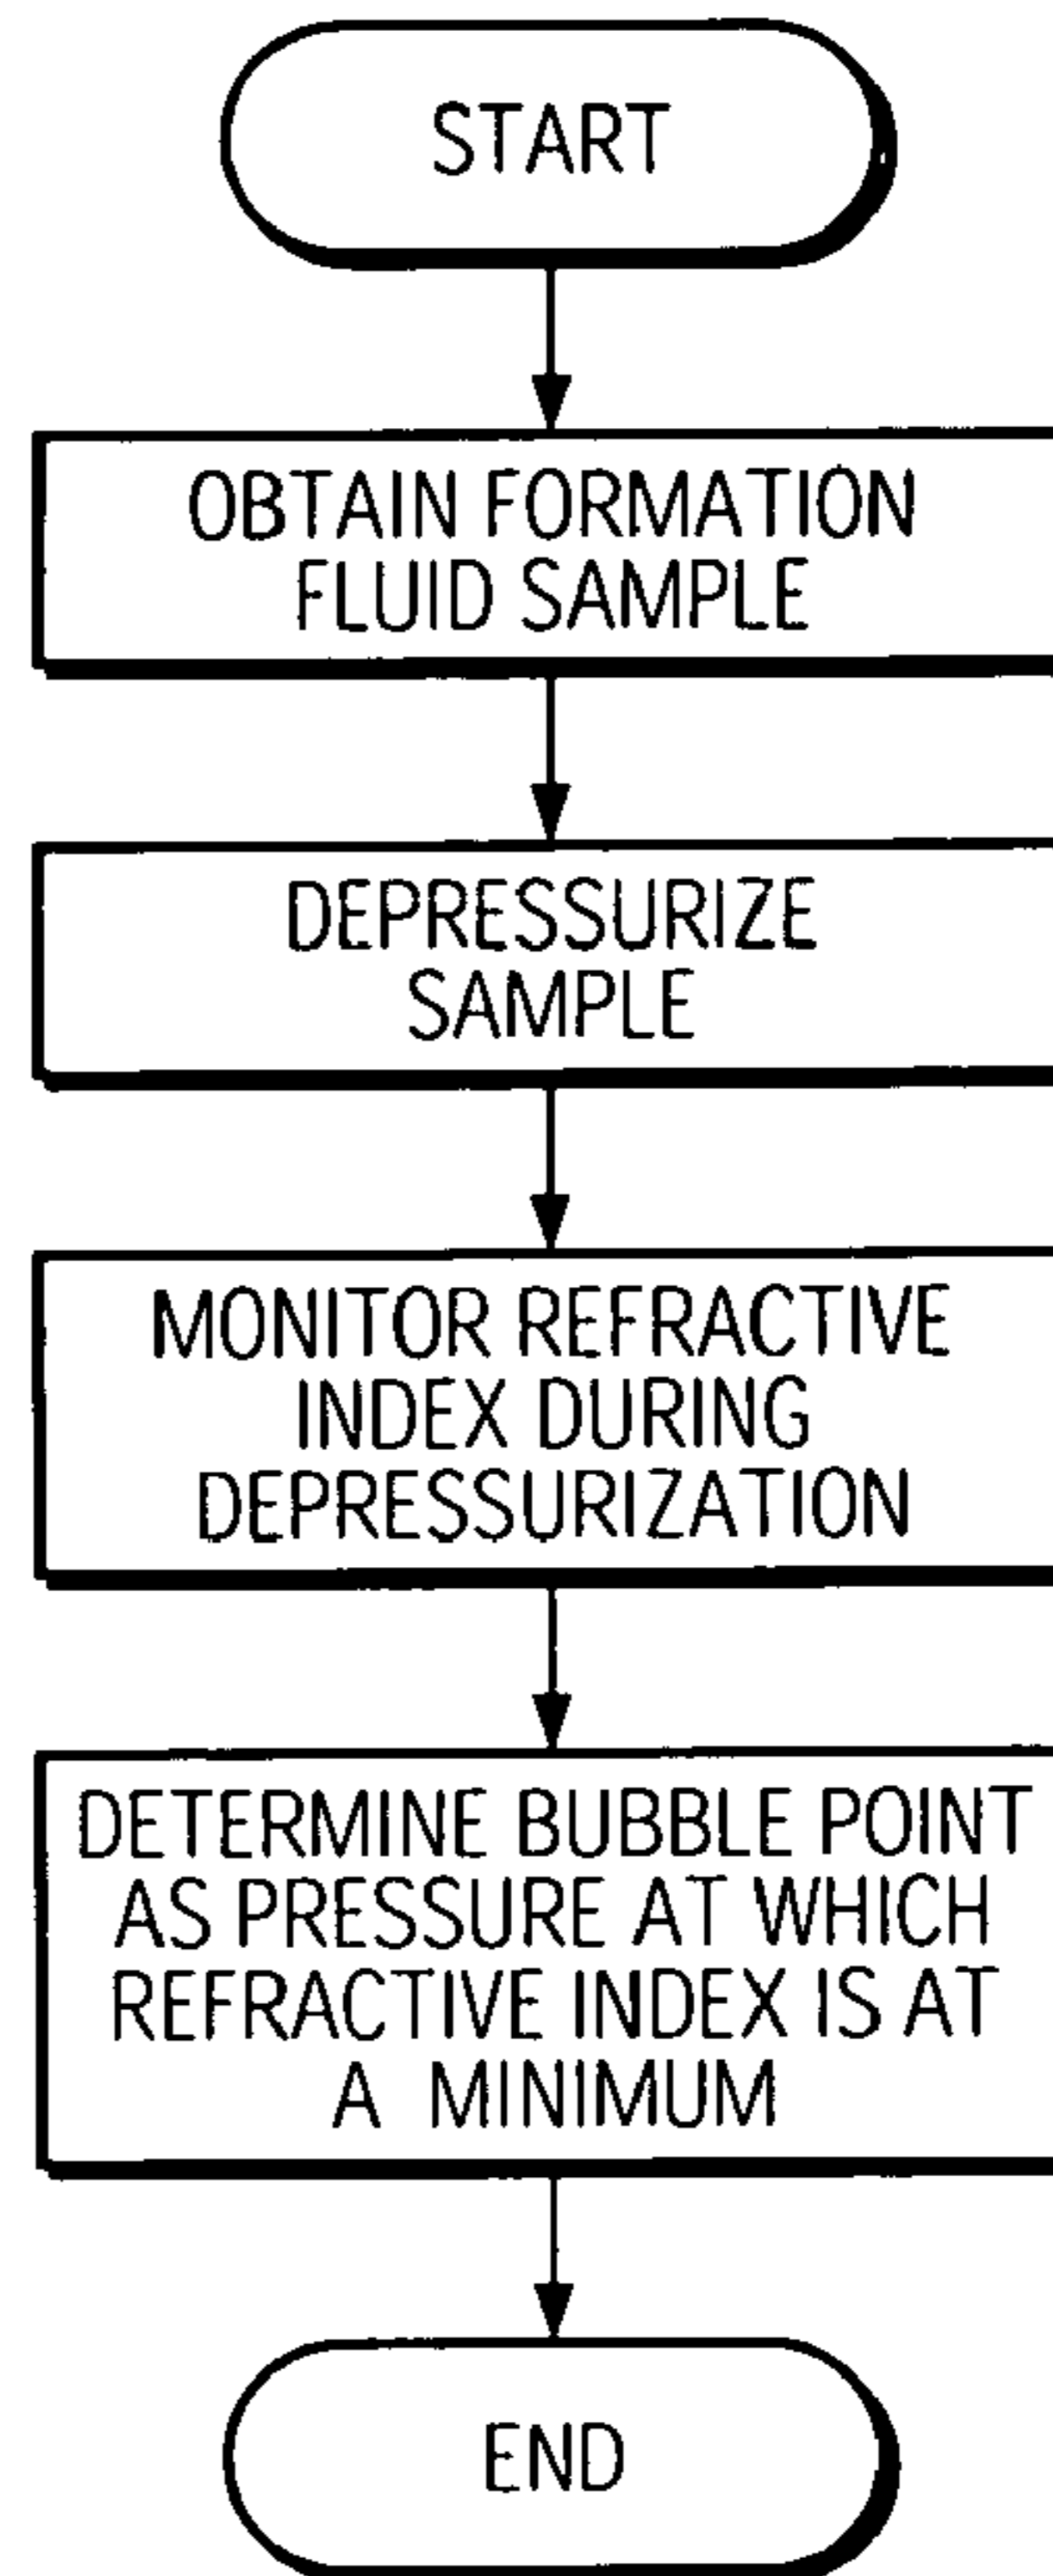 START
OBTAIN FORMATION
FLUID SAMPLE
DEPRESSURIZE
SAMPLE
MONITOR REFRACTIVE
INDEX DURING
DEPRESSURIZATION
DETERMINE BUBBLE POINT
AS PRESSURE AT WHICH
REFRACTIVE INDEX IS AT
A MINIMUM
END